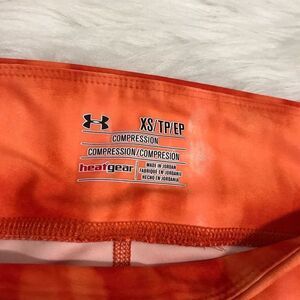 XS/TP/EP
COMPRESSION
COMPRESSION/COMPRESION
heatgear
MADE IN JORDAN
FABRIQUÉ EN JORDANIE
HECHO EN JORDANIA